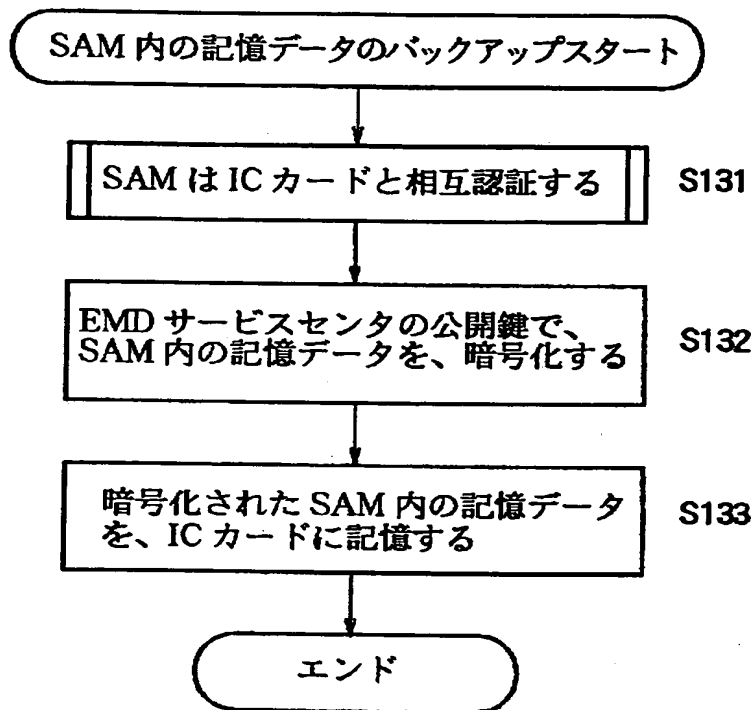 SAM 内の記憶データのバックアップスタート
SAM は IC カードと相互認証する
S131
EMD サービスセンタの公開鍵で、
SAM 内の記憶データを、暗号化する
S132
暗号化された SAM 内の記憶データ
を、IC カードに記憶する
S133
エンド